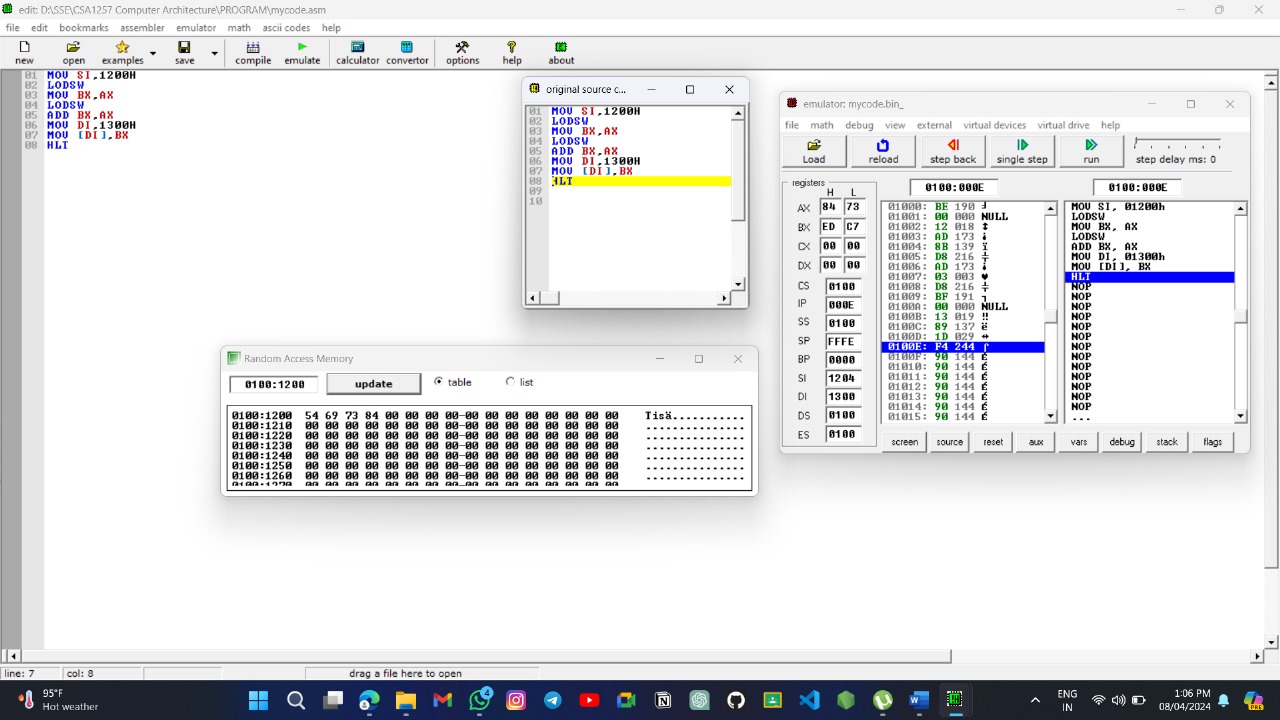 edit: D:\SSE\CSA1257 Computer Architecture\PROGRAM\mycode.asm
file edit bookmarks assembler emulator math ascii codes help
new open examples save compile emulate calculator convertor options help about
01 MOV SI,1200H
02 LODSW
03 MOV BX,AX
04 LODSW
05 ADD BX,AX
06 MOV DI,1300H
07 MOV [DI],BX
08 HLT
original source c...
01 MOV SI,1200H
02 LODSW
03 MOV BX,AX
04 LODSW
05 ADD BX,AX
06 MOV DI,1300H
07 MOV [DI],BX
08 HLT
09
10
emulator: mycode.bin_
file math debug view external virtual devices virtual drive help
Load reload step back single step run step delay ms: 0
registers
H L
AX 84 73
BX ED C7
CX 00 00
DX 00 00
CS 0100
IP 000E
SS 0100
SP FFFE
BP 0000
SI 1204
DI 1300
DS 0100
ES 0100
0100:000E
01000: BE 190 ╛
01001: 00 000 NULL
01002: 12 018 ↕
01003: AD 173 ¡
01004: 8B 139 ï
01005: D8 216 ╪
01006: AD 173 ¡
01007: 03 003 ♥
01008: D8 216 ╪
01009: BF 191 ┐
0100A: 00 000 NULL
0100B: 13 019 ‼
0100C: 89 137 ë
0100D: 1D 029 ↔
0100E: F4 244 ⌠
0100F: 90 144 É
01010: 90 144 É
01011: 90 144 É
01012: 90 144 É
01013: 90 144 É
01014: 90 144 É
01015: 90 144 É
0100:000E
MOV SI, 01200h
LODSW
MOV BX, AX
LODSW
ADD BX, AX
MOV DI, 01300h
MOV [DI], BX
HLT
NOP
NOP
NOP
NOP
NOP
NOP
NOP
NOP
NOP
NOP
NOP
NOP
NOP
...
screen source reset aux vars debug stack flags
Random Access Memory
0100:1200 update table list
0100:1200 54 69 73 84 00 00 00 00-00 00 00 00 00 00 00 00 Tisä............
0100:1210 00 00 00 00 00 00 00 00-00 00 00 00 00 00 00 00 ................
0100:1220 00 00 00 00 00 00 00 00-00 00 00 00 00 00 00 00 ................
0100:1230 00 00 00 00 00 00 00 00-00 00 00 00 00 00 00 00 ................
0100:1240 00 00 00 00 00 00 00 00-00 00 00 00 00 00 00 00 ................
0100:1250 00 00 00 00 00 00 00 00-00 00 00 00 00 00 00 00 ................
0100:1260 00 00 00 00 00 00 00 00-00 00 00 00 00 00 00 00 ................
0100:1270 00 00 00 00 00 00 00 00-00 00 00 00 00 00 00 00
line: 7 col: 8 drag a file here to open
95°F
Hot weather
4
ENG
IN
1:06 PM
08/04/2024
PRE